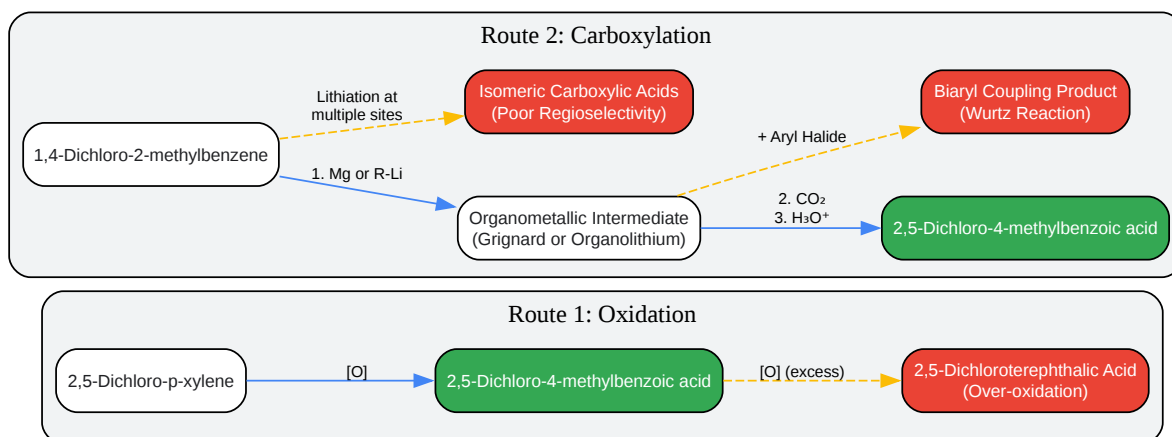 Route 2: Carboxylation
Lithiation at
multiple sites
Isomeric Carboxylic Acids
(Poor Regioselectivity)
Biaryl Coupling Product
(Wurtz Reaction)
+ Aryl Halide
1,4-Dichloro-2-methylbenzene
1. Mg or R-Li
Organometallic Intermediate
(Grignard or Organolithium)
2. CO₂
3. H₃O⁺
2,5-Dichloro-4-methylbenzoic acid
Route 1: Oxidation
2,5-Dichloro-p-xylene
[O]
2,5-Dichloro-4-methylbenzoic acid
[O] (excess)
2,5-Dichloroterephthalic Acid
(Over-oxidation)